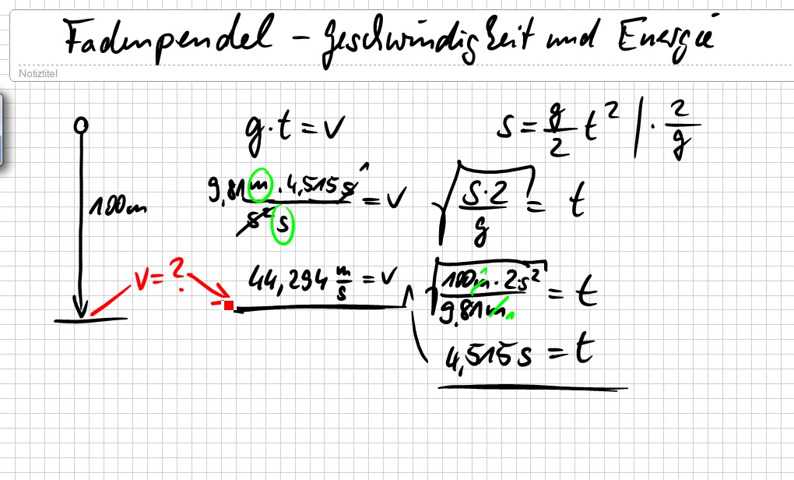 Fadenpendel – Geschwindigkeit und Energie
Notiztitel
100m
v = ?
g · t = v
9,81 m · 4,515 s / s² = v
s
44,294 m/s = v
s = g/2 t² | · 2/g
√(s·2/g) = t
√(100m · 2s² / 9,81m) = t
4,515 s = t